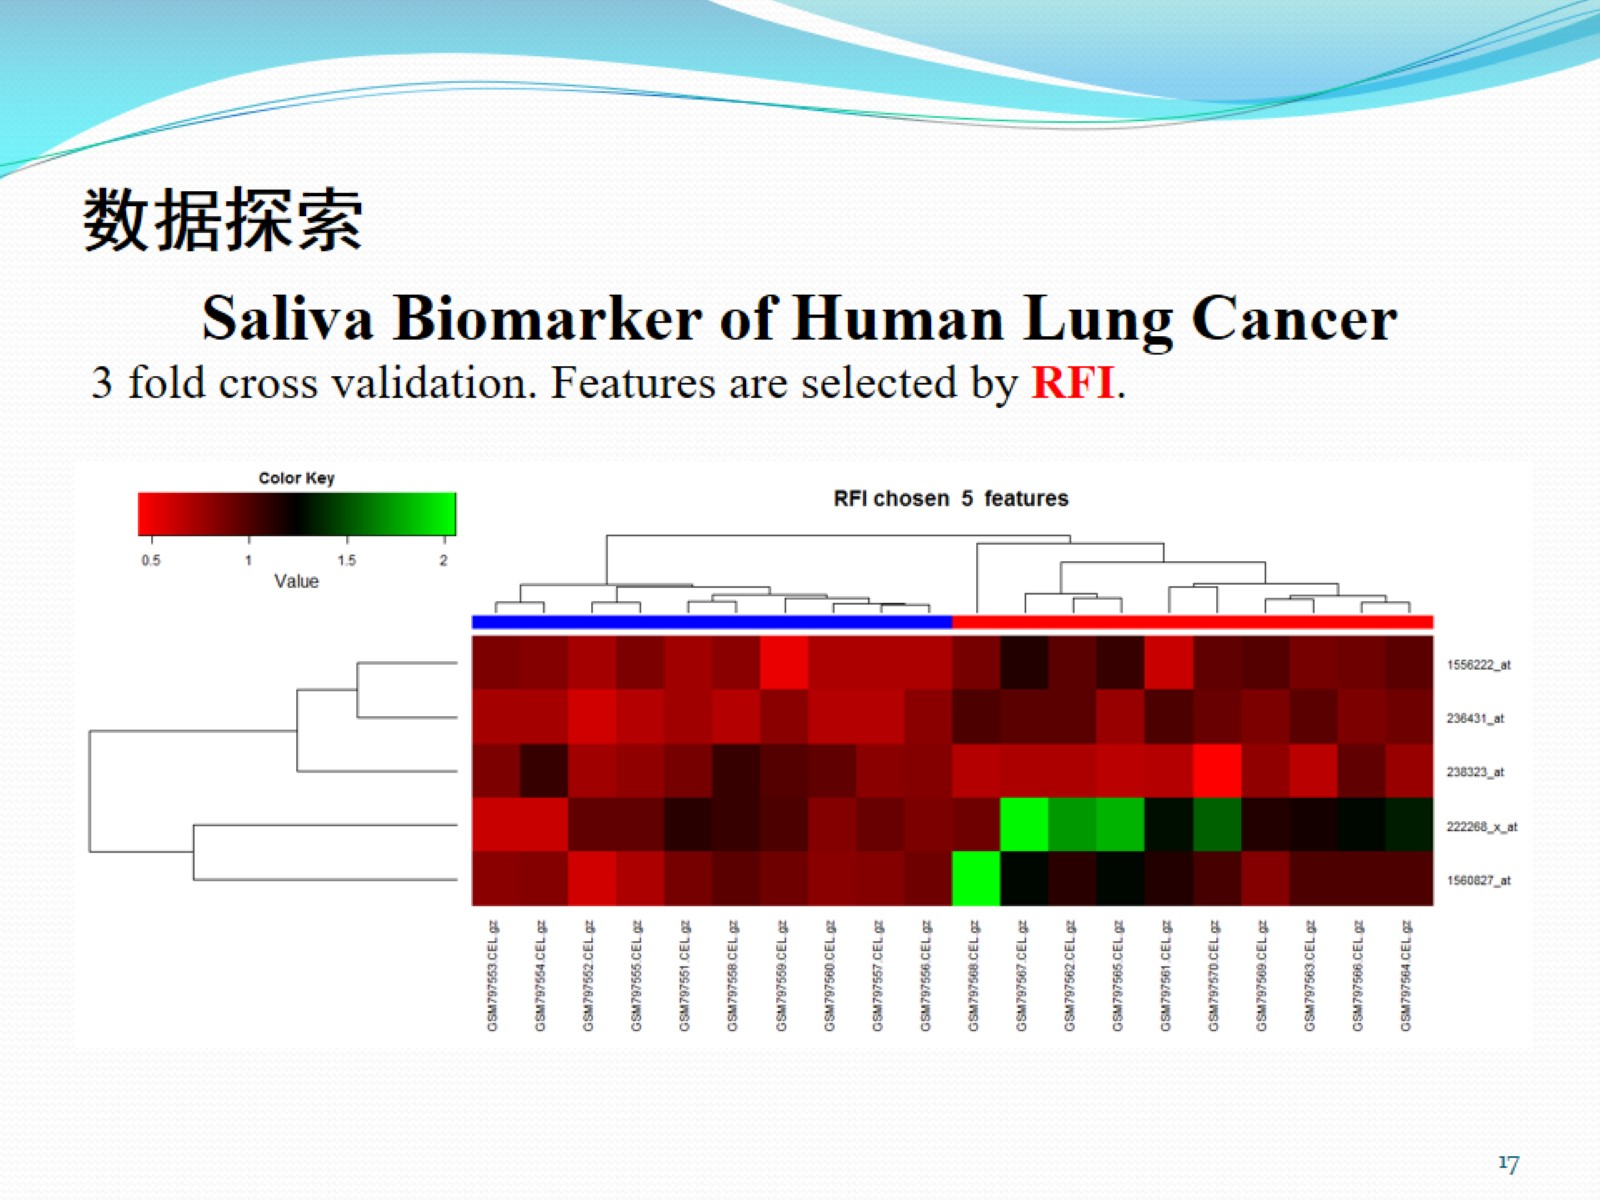 数据探索
Saliva Biomarker of Human Lung Cancer
3 fold cross validation. Features are selected by RFI.
Color Key
0.5 1 1.5 2
Value
RFI chosen 5 features
1556222_at
236431_at
238323_at
222268_x_at
1560827_at
GSM797553.CEL.gz
GSM797554.CEL.gz
GSM797552.CEL.gz
GSM797555.CEL.gz
GSM797551.CEL.gz
GSM797558.CEL.gz
GSM797559.CEL.gz
GSM797560.CEL.gz
GSM797557.CEL.gz
GSM797556.CEL.gz
GSM797568.CEL.gz
GSM797567.CEL.gz
GSM797562.CEL.gz
GSM797565.CEL.gz
GSM797561.CEL.gz
GSM797570.CEL.gz
GSM797569.CEL.gz
GSM797563.CEL.gz
GSM797566.CEL.gz
GSM797564.CEL.gz
17